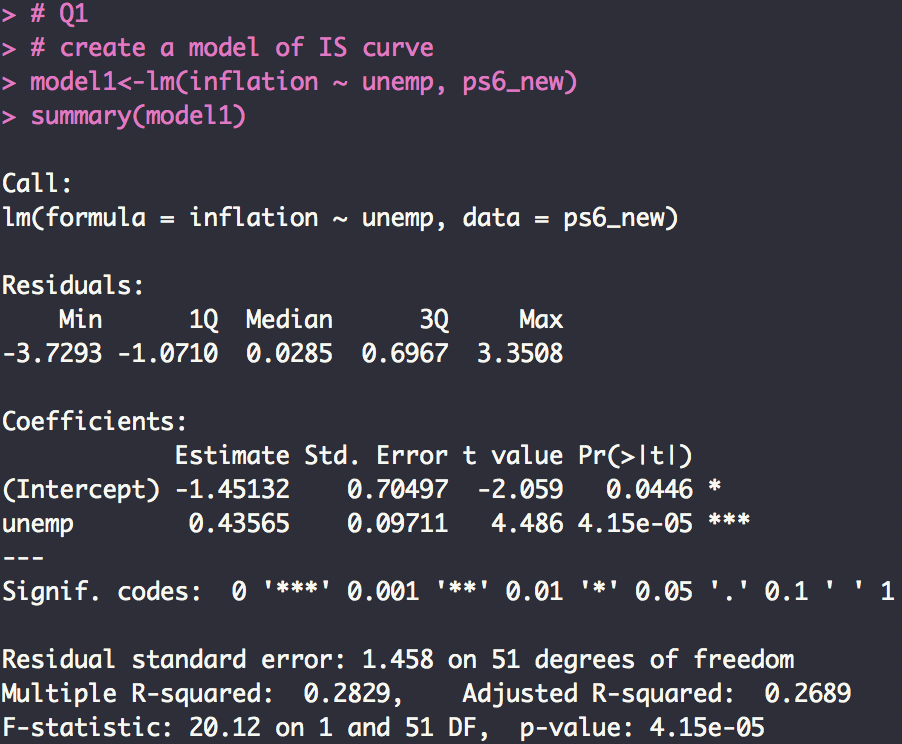 > # Q1
> # create a model of IS curve
> model1<-lm(inflation ~ unemp, ps6_new)
> summary(model1)
Call:
lm(formula = inflation ~ unemp, data = ps6_new)
Residuals:
    Min      1Q  Median      3Q     Max
-3.7293 -1.0710  0.0285  0.6967  3.3508
Coefficients:
            Estimate Std. Error t value Pr(>|t|)
(Intercept) -1.45132    0.70497  -2.059   0.0446 *
unemp        0.43565    0.09711   4.486 4.15e-05 ***
---
Signif. codes:  0 '***' 0.001 '**' 0.01 '*' 0.05 '.' 0.1 ' ' 1
Residual standard error: 1.458 on 51 degrees of freedom
Multiple R-squared:  0.2829,    Adjusted R-squared:  0.2689
F-statistic: 20.12 on 1 and 51 DF,  p-value: 4.15e-05